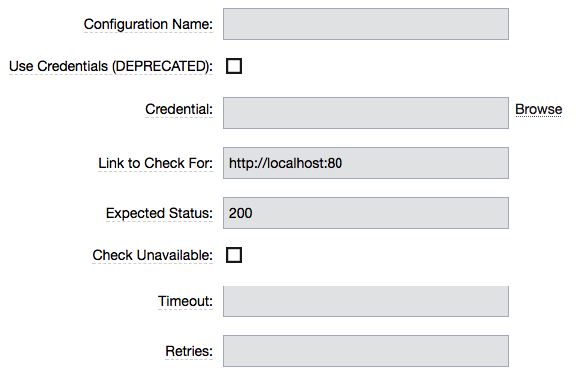 Configuration Name:
Use Credentials (DEPRECATED):
Credential: Browse
Link to Check For: http://localhost:80
Expected Status: 200
Check Unavailable:
Timeout:
Retries: